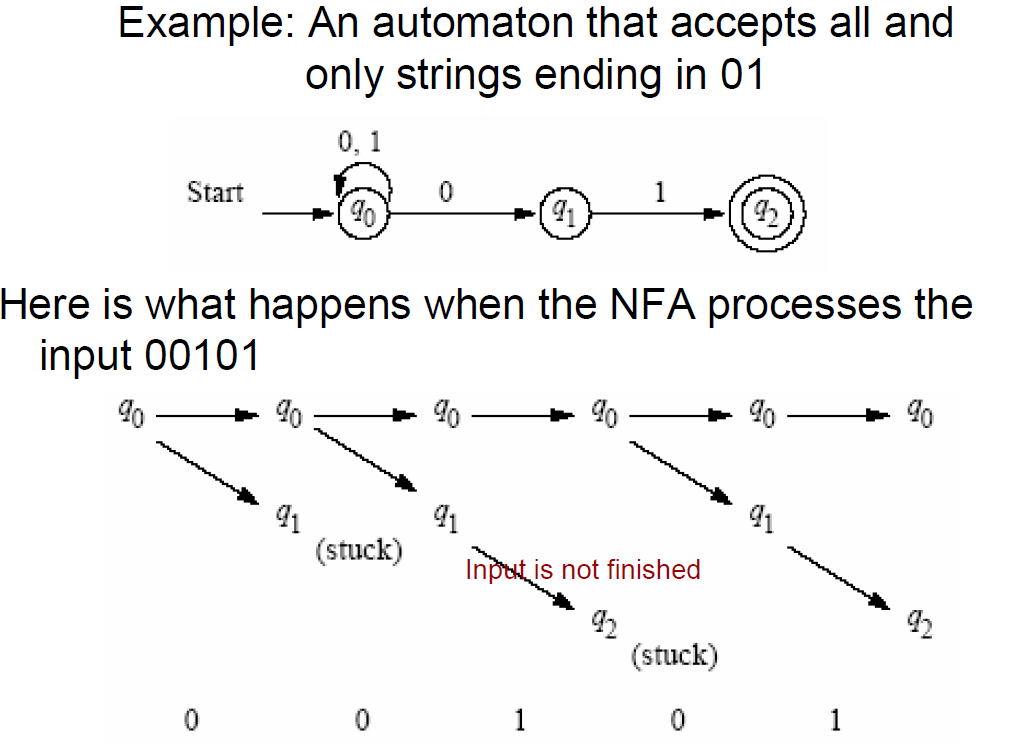 Example: An automaton that accepts all and
only strings ending in 01
0, 1
Start
0
1
q0
q1
q2
Here is what happens when the NFA processes the
input 00101
q0 q0 q0 q0 q0 q0
q1 q1 q1
(stuck)
Input is not finished
q2 q2
(stuck)
0 0 1 0 1